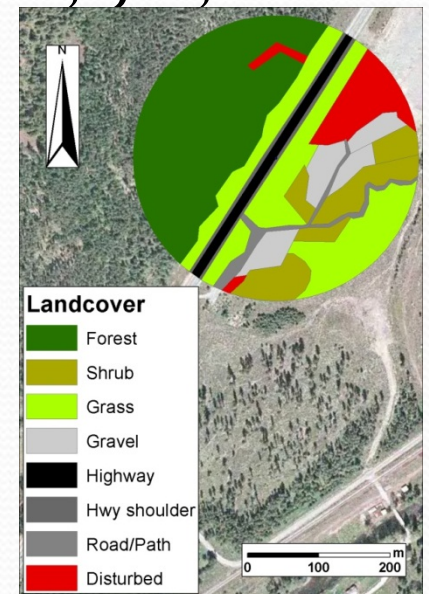 N
Landcover
Forest
Shrub
Grass
Gravel
Highway
Hwy shoulder
Road/Path
Disturbed
m
0 100 200